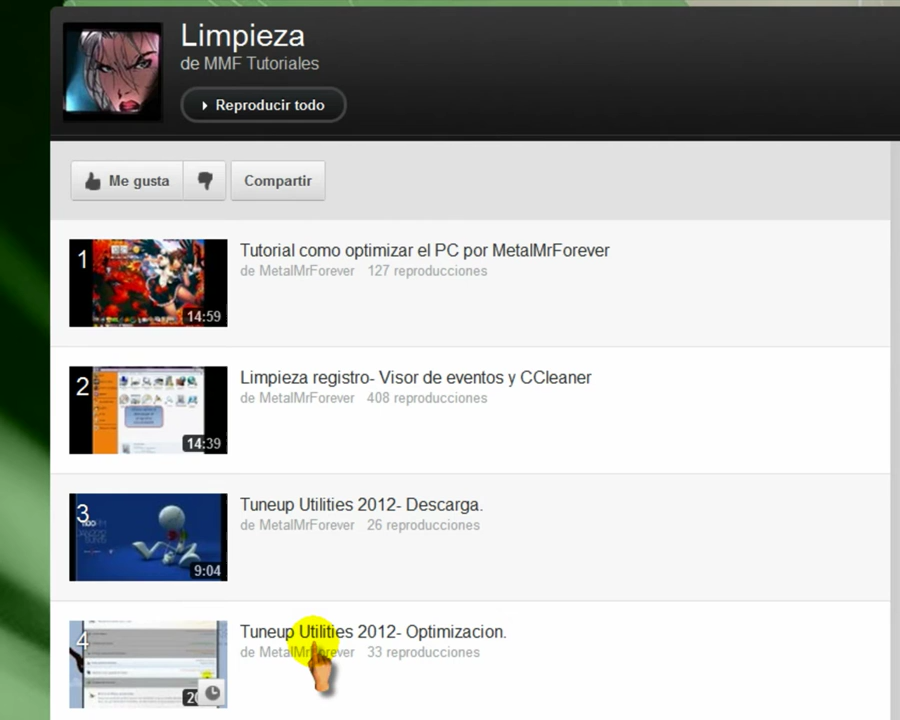 Limpieza
de MMF Tutoriales
Reproducir todo
Me gusta
Compartir
1
14:59
Tutorial como optimizar el PC por MetalMrForever
de MetalMrForever 127 reproducciones
2
14:39
Limpieza registro- Visor de eventos y CCleaner
de MetalMrForever 408 reproducciones
3
9:04
Tuneup Utilities 2012- Descarga.
de MetalMrForever 26 reproducciones
4
Tuneup Utilities 2012- Optimizacion.
de MetalMrForever 33 reproducciones